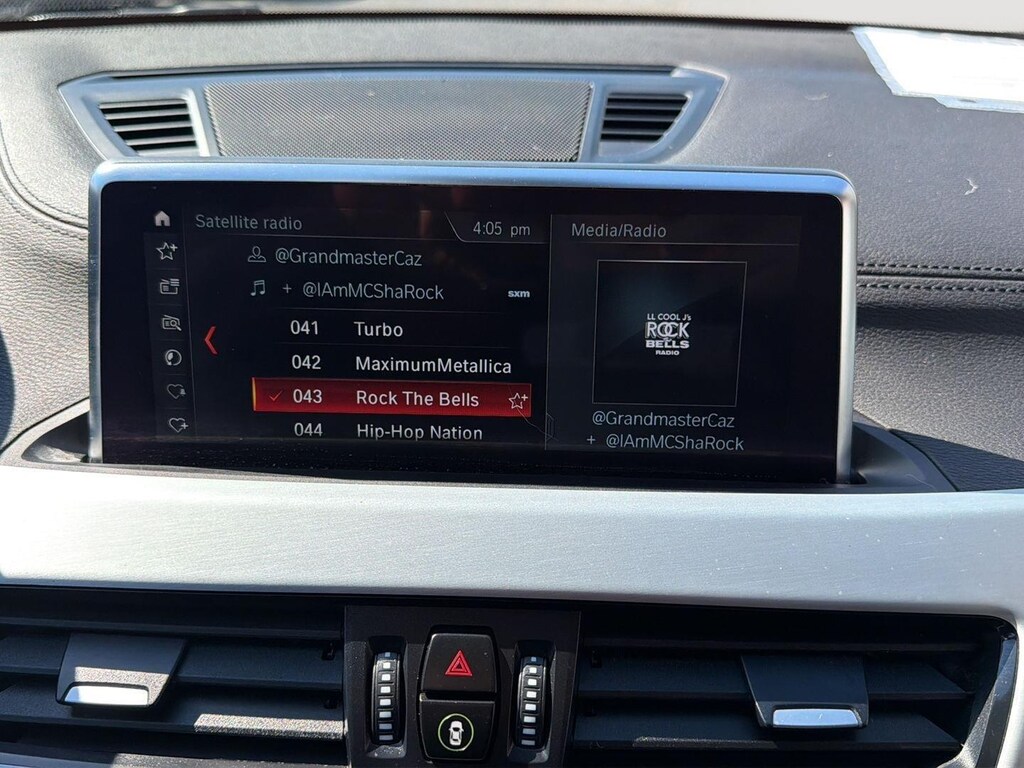 Satellite radio
4:05 pm
@GrandmasterCaz
+ @IAmMCShaRock
sxm
041 Turbo
042 MaximumMetallica
043 Rock The Bells
044 Hip-Hop Nation
Media/Radio
LL COOL J's
ROCK
THE
BELLS
RADIO
@GrandmasterCaz
+ @IAmMCShaRock